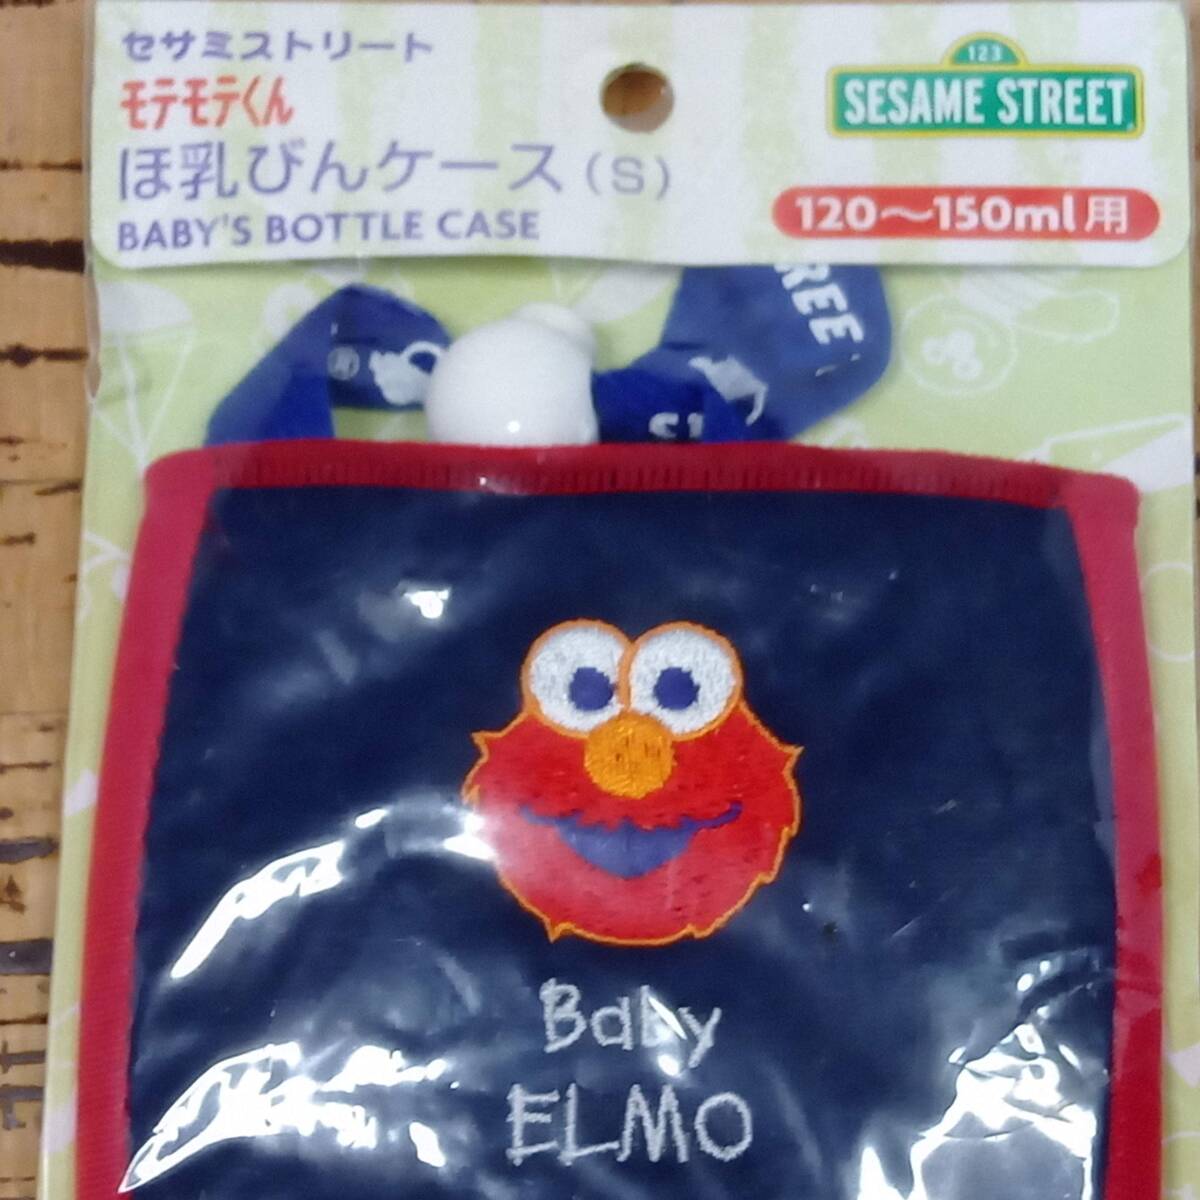 セサミストリート
モテモテくん
ほ乳びんケース(S)
BABY'S BOTTLE CASE
123
SESAME STREET
120〜150ml用
REE
Baby
ELMO